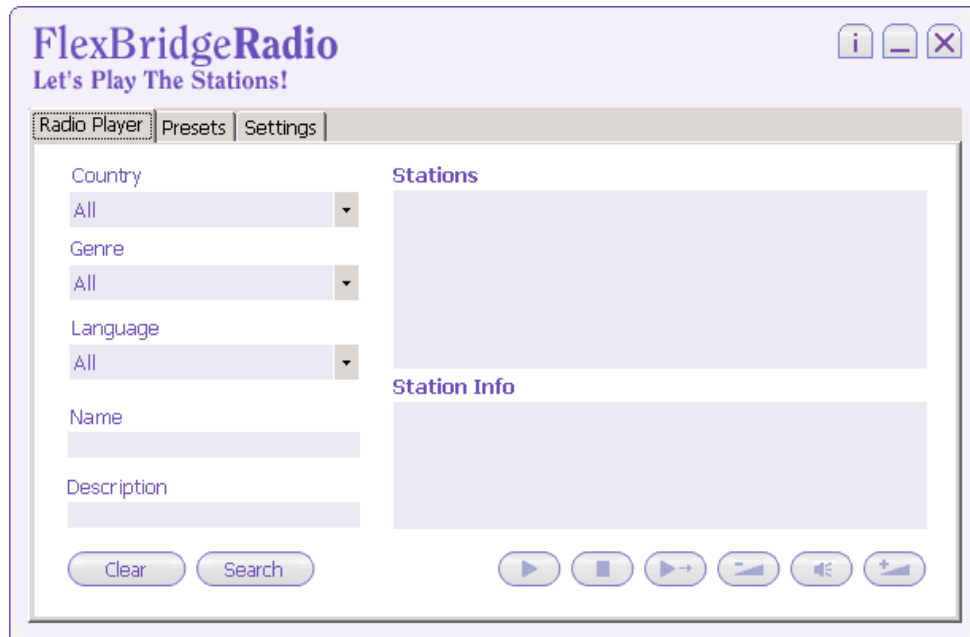 FlexBridgeRadio
Let's Play The Stations!
i
Radio Player Presets Settings
Country
All
Genre
All
Language
All
Name
Description
Clear Search
Stations
Station Info